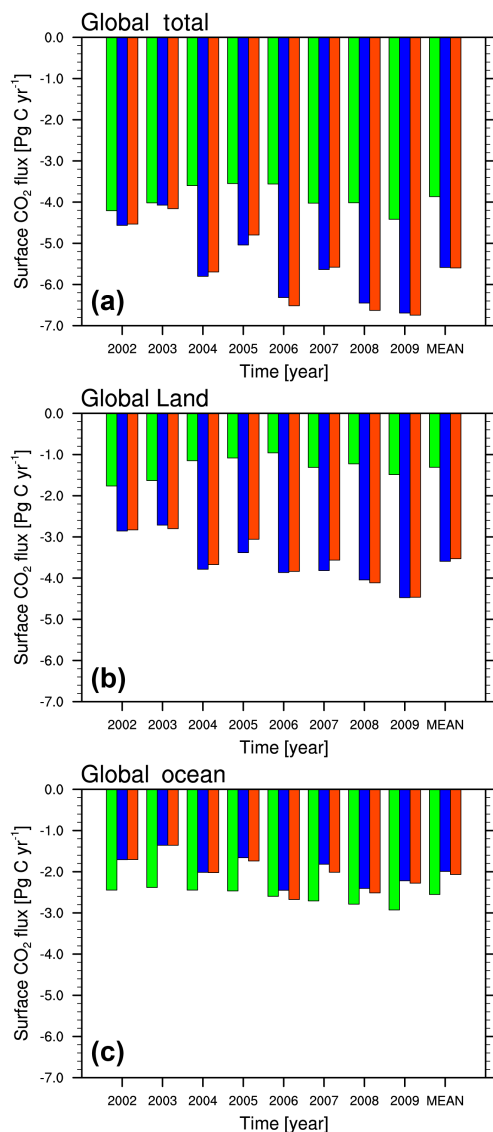 Global total
Surface CO2 flux [Pg C yr-1]
0.0
-1.0
-2.0
-3.0
-4.0
-5.0
-6.0
-7.0
(a)
2002 2003 2004 2005 2006 2007 2008 2009 MEAN
Time [year]
Global Land
Surface CO2 flux [Pg C yr-1]
0.0
-1.0
-2.0
-3.0
-4.0
-5.0
-6.0
-7.0
(b)
2002 2003 2004 2005 2006 2007 2008 2009 MEAN
Time [year]
Global ocean
Surface CO2 flux [Pg C yr-1]
0.0
-1.0
-2.0
-3.0
-4.0
-5.0
-6.0
-7.0
(c)
2002 2003 2004 2005 2006 2007 2008 2009 MEAN
Time [year]